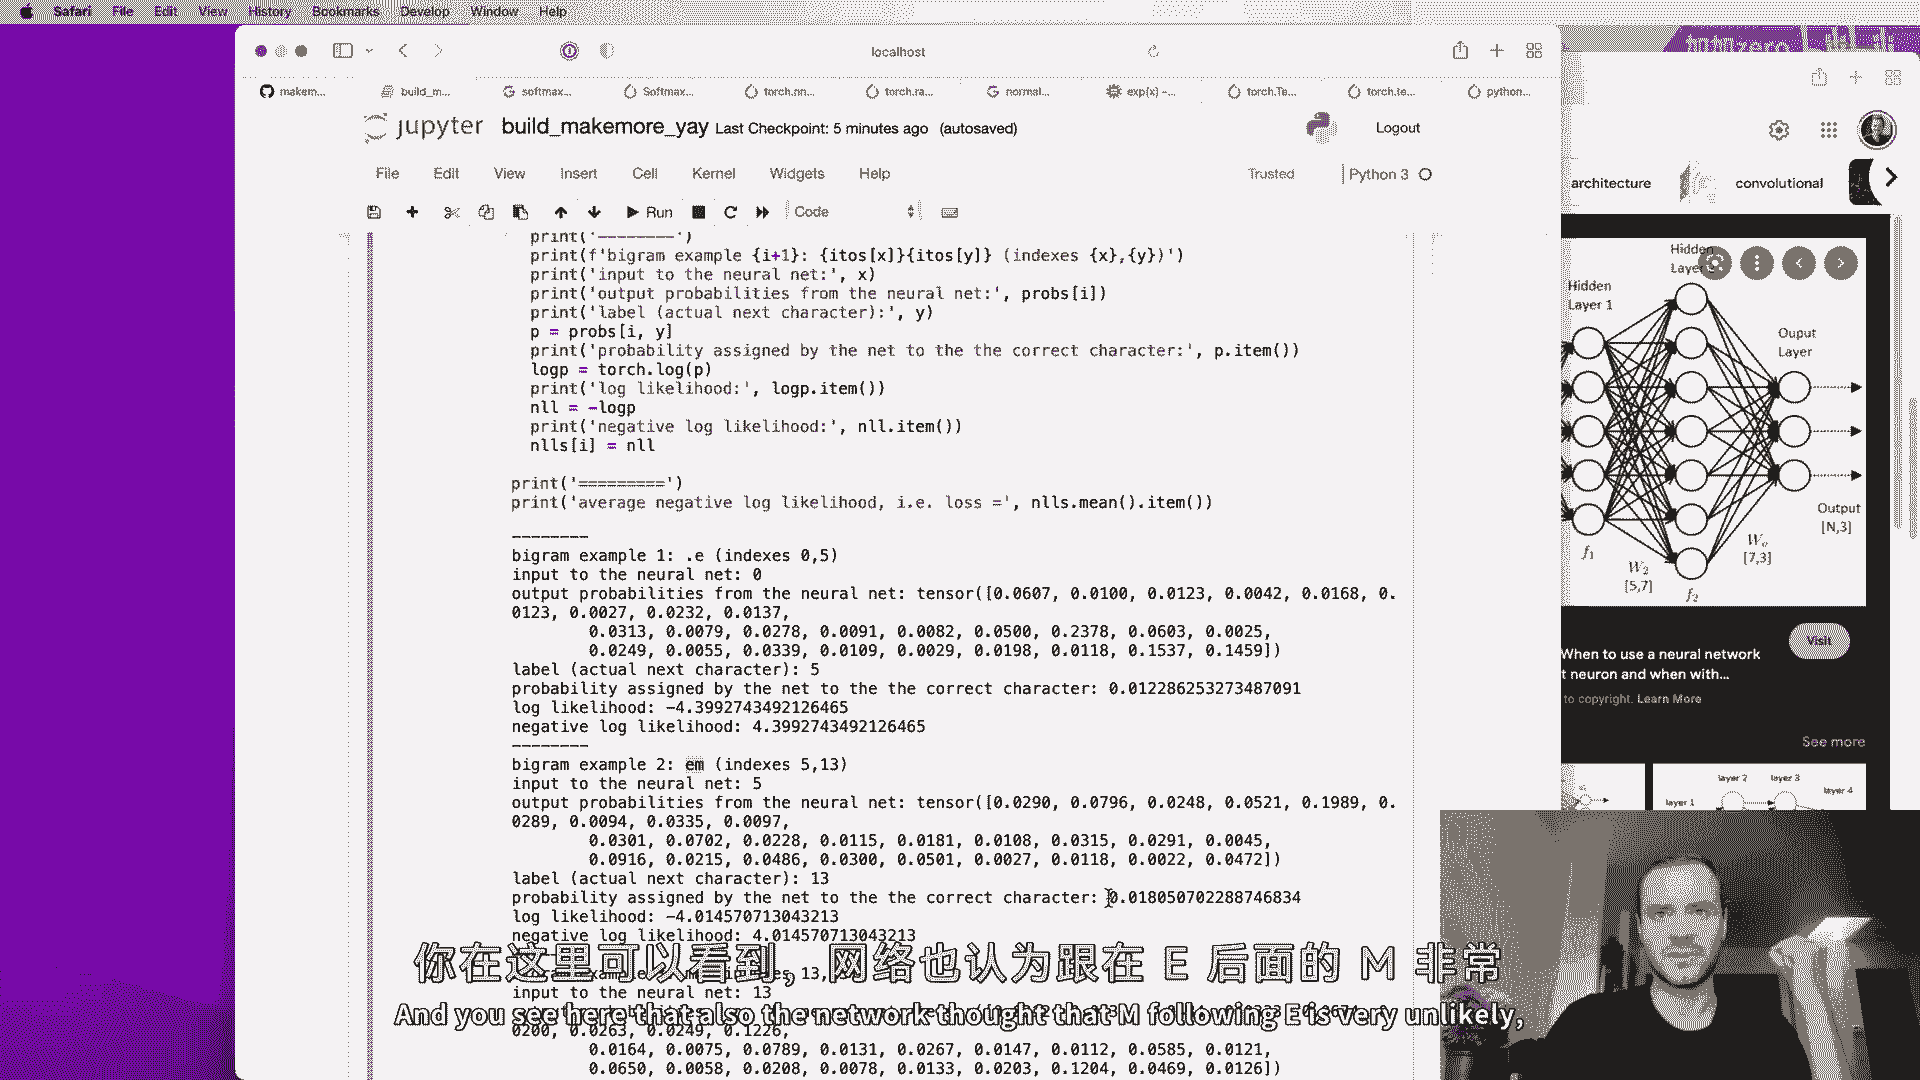 Safari File Edit View History Bookmarks Develop Window Help
localhost
makem... build_m... softmax... Softmax... torch.nn... torch.ra... normal... exp(x) -... torch.Te... torch.te... python...
jupyter build_makemore_yay Last Checkpoint: 5 minutes ago (autosaved)
Logout
File Edit View Insert Cell Kernel Widgets Help
Trusted Python 3
Run Code
print('--------')
print(f'bigram example {i+1}: {itos[x]}{itos[y]} (indexes {x},{y})')
print('input to the neural net:', x)
print('output probabilities from the neural net:', probs[i])
print('label (actual next character):', y)
p = probs[i, y]
print('probability assigned by the net to the the correct character:', p.item())
logp = torch.log(p)
print('log likelihood:', logp.item())
nll = -logp
print('negative log likelihood:', nll.item())
nlls[i] = nll
print('=========')
print('average negative log likelihood, i.e. loss =', nlls.mean().item())
--------
bigram example 1: .e (indexes 0,5)
input to the neural net: 0
output probabilities from the neural net: tensor([0.0607, 0.0100, 0.0123, 0.0042, 0.0168, 0.
0123, 0.0027, 0.0232, 0.0137,
0.0313, 0.0079, 0.0278, 0.0091, 0.0082, 0.0500, 0.2378, 0.0603, 0.0025,
0.0249, 0.0055, 0.0339, 0.0109, 0.0029, 0.0198, 0.0118, 0.1537, 0.1459])
label (actual next character): 5
probability assigned by the net to the the correct character: 0.012286253273487091
log likelihood: -4.3992743492126465
negative log likelihood: 4.3992743492126465
--------
bigram example 2: em (indexes 5,13)
input to the neural net: 5
output probabilities from the neural net: tensor([0.0290, 0.0796, 0.0248, 0.0521, 0.1989, 0.
0289, 0.0094, 0.0335, 0.0097,
0.0301, 0.0702, 0.0228, 0.0115, 0.0181, 0.0108, 0.0315, 0.0291, 0.0045,
0.0916, 0.0215, 0.0486, 0.0300, 0.0501, 0.0027, 0.0118, 0.0022, 0.0472])
label (actual next character): 13
probability assigned by the net to the the correct character: 0.018050702288746834
log likelihood: -4.014570713043213
negative log likelihood: 4.014570713043213
input to the neural net: 13
0200, 0.0263, 0.0249, 0.1226,
0.0164, 0.0075, 0.0789, 0.0131, 0.0267, 0.0147, 0.0112, 0.0585, 0.0121,
0.0650, 0.0058, 0.0208, 0.0078, 0.0133, 0.0203, 0.1204, 0.0469, 0.0126])
你在这里可以看到，网络也认为跟在 E 后面的 M 非常
And you see here that also the network thought that M following E is very unlikely,
architecture convolutional
Hidden
Layer
Hidden
Layer 1
Ouput
Layer
Output
[N,3]
f1
W2
[5,7]
f2
[7,3]
Visit
When to use a neural network
t neuron and when with...
to copyright. Learn More
See more
layer 1
layer 2
layer 3
layer 4